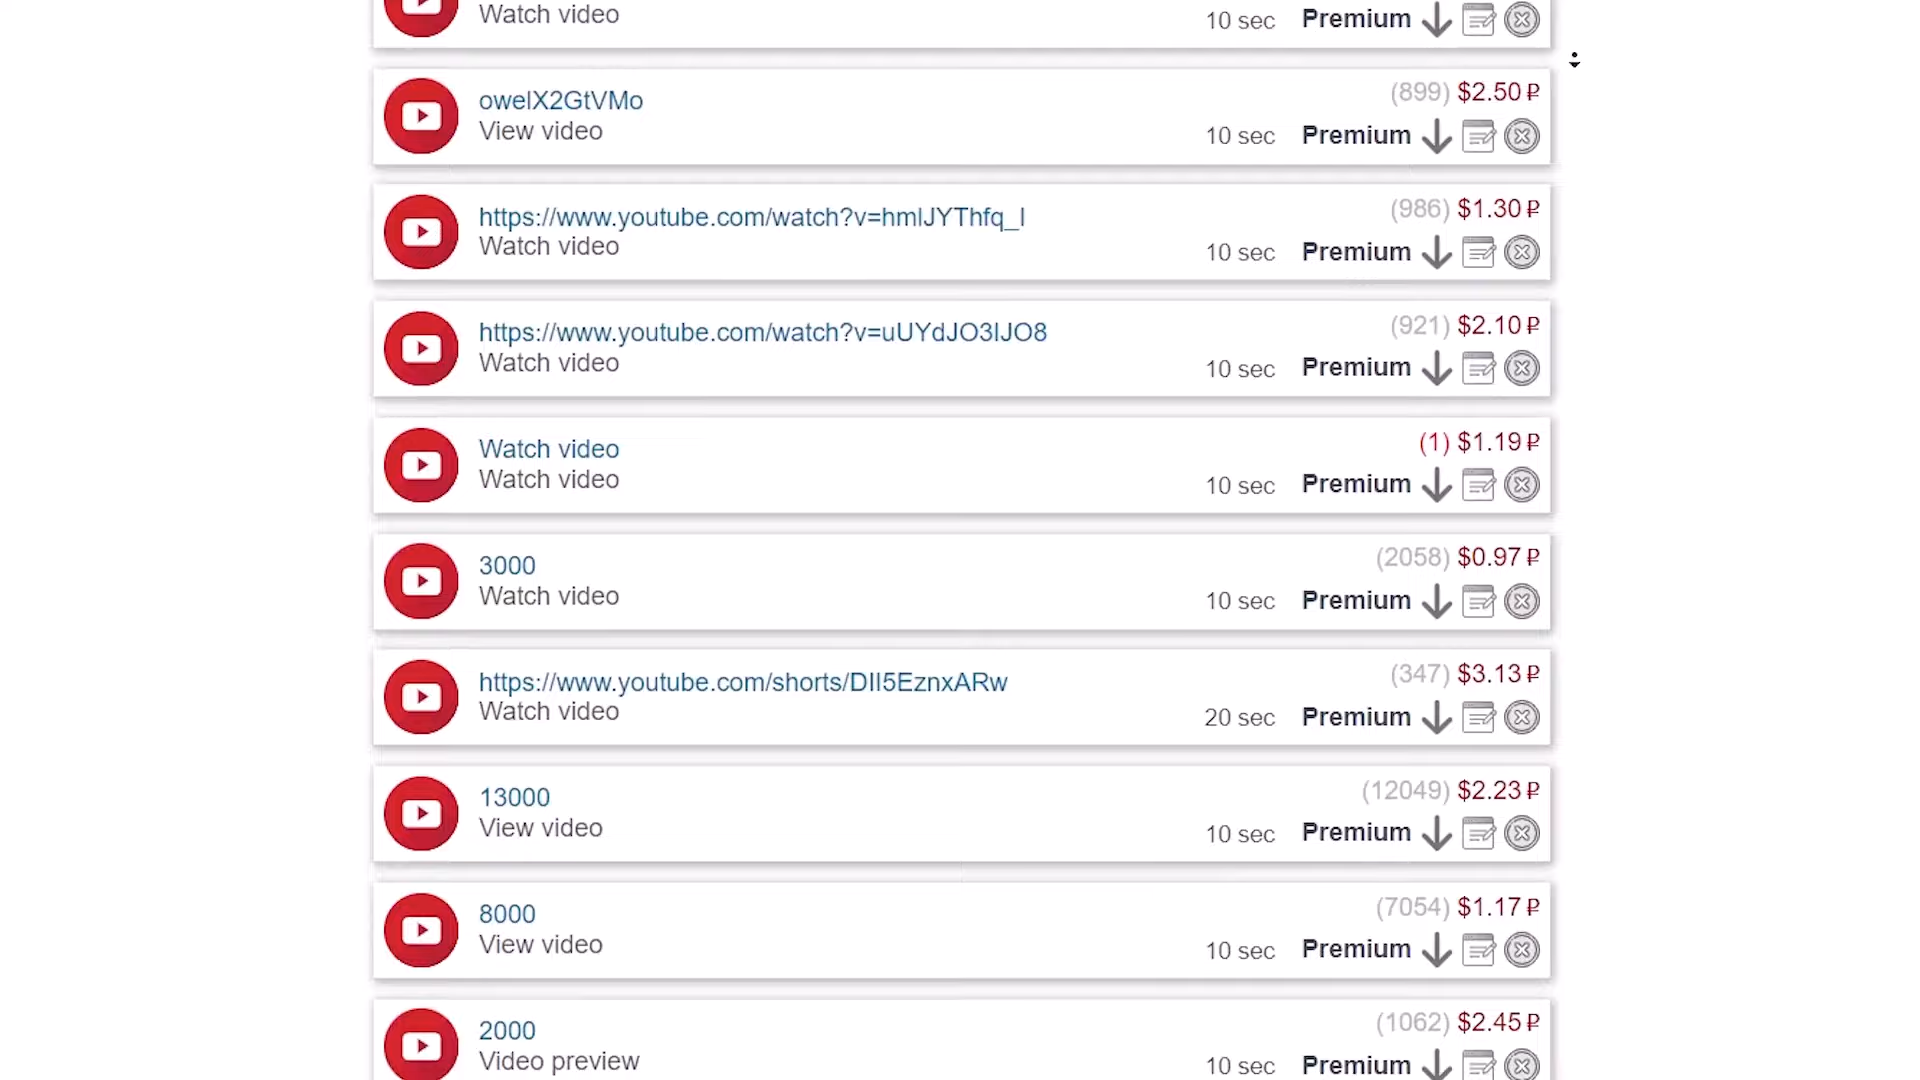 Watch video
10 sec Premium
owelX2GtVMo
(899) $2.50 ₽
View video
10 sec Premium
https://www.youtube.com/watch?v=hmlJYThfq_I
(986) $1.30 ₽
Watch video
10 sec Premium
https://www.youtube.com/watch?v=uUYdJO3IJO8
(921) $2.10 ₽
Watch video
10 sec Premium
Watch video
(1) $1.19 ₽
Watch video
10 sec Premium
3000
(2058) $0.97 ₽
Watch video
10 sec Premium
https://www.youtube.com/shorts/DII5EznxARw
(347) $3.13 ₽
Watch video
20 sec Premium
13000
(12049) $2.23 ₽
View video
10 sec Premium
8000
(7054) $1.17 ₽
View video
10 sec Premium
2000
(1062) $2.45 ₽
Video preview
10 sec Premium